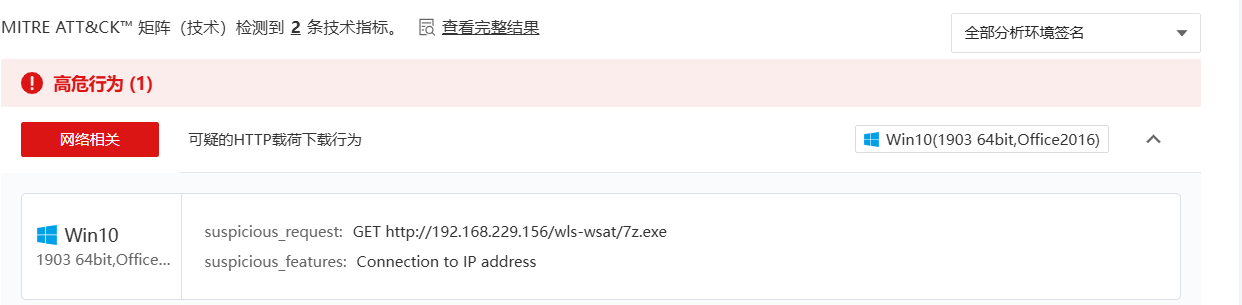 MITRE ATT&CK™ 矩阵（技术）检测到 2 条技术指标。 查看完整结果
全部分析环境签名
高危行为 (1)
网络相关 可疑的HTTP载荷下载行为 Win10(1903 64bit,Office2016)
Win10
1903 64bit,Office...
suspicious_request: GET http://192.168.229.156/wls-wsat/7z.exe
suspicious_features: Connection to IP address